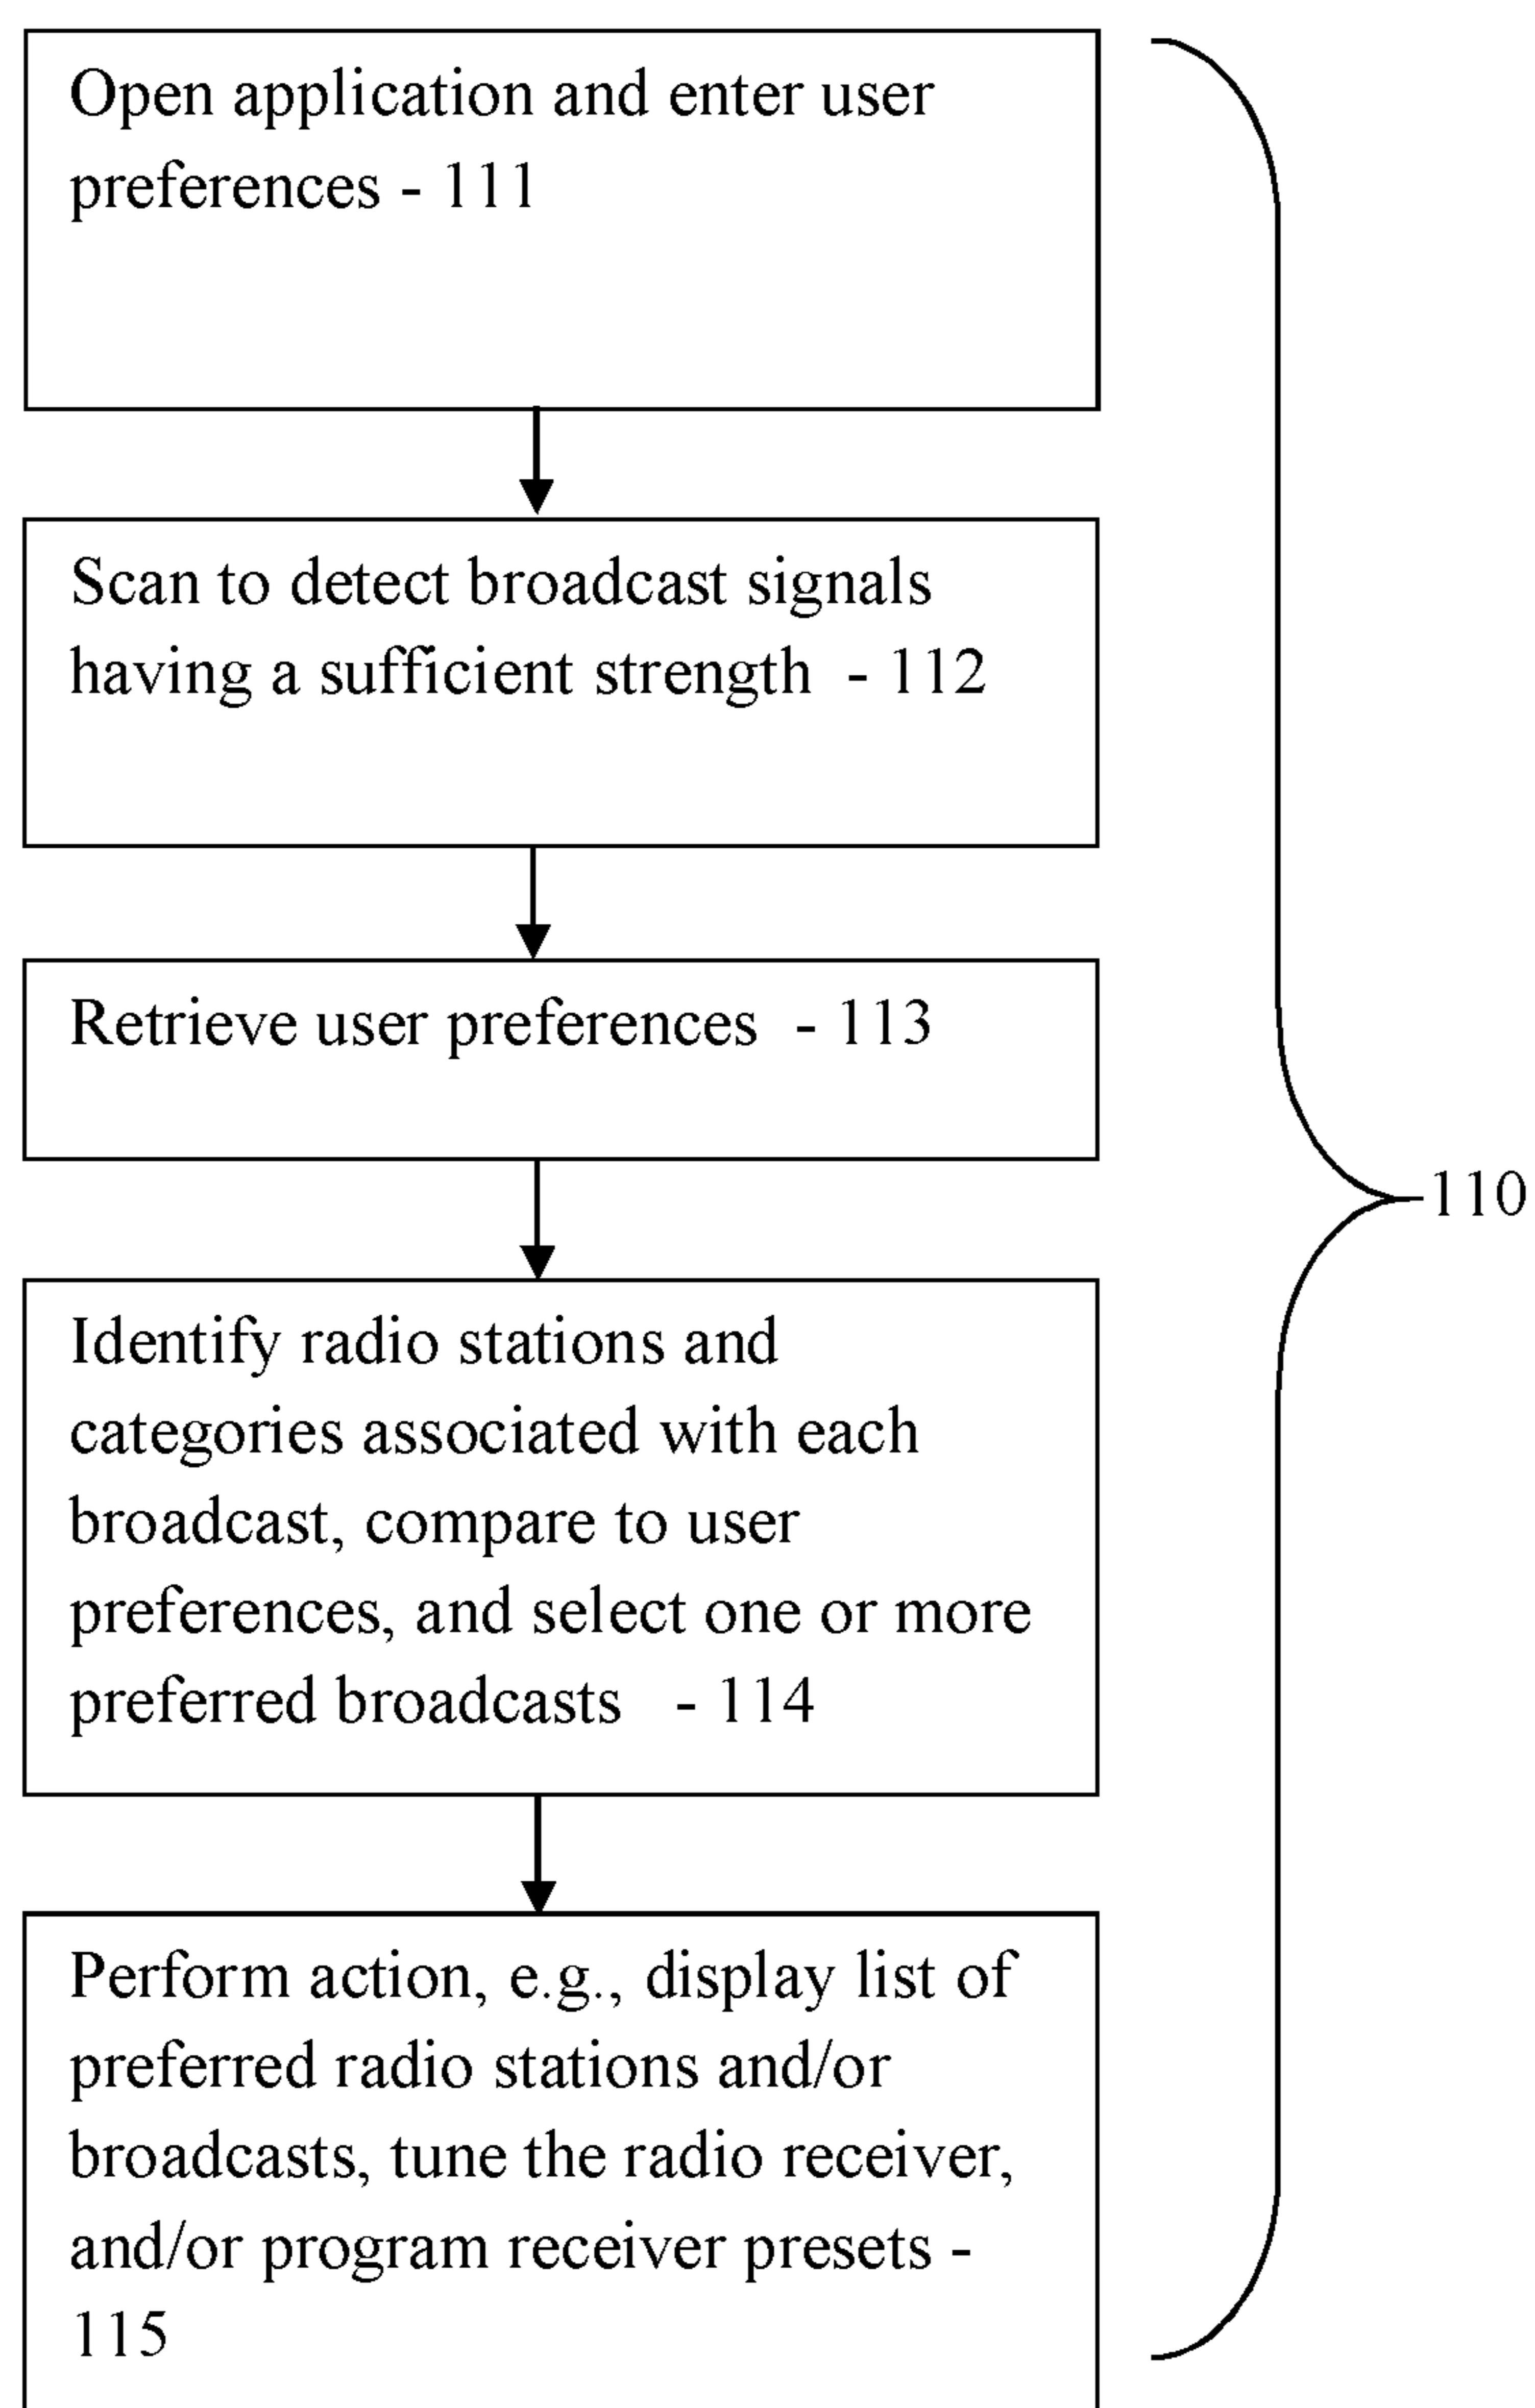 Open application and enter user
preferences - 111
Scan to detect broadcast signals
having a sufficient strength - 112
Retrieve user preferences - 113
Identify radio stations and
categories associated with each
broadcast, compare to user
preferences, and select one or more
preferred broadcasts - 114
Perform action, e.g., display list of
preferred radio stations and/or
broadcasts, tune the radio receiver,
and/or program receiver presets -
115
110